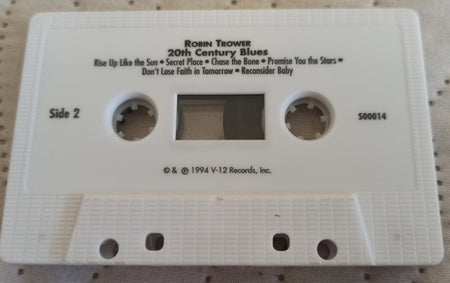 ROBIN TROWER
20th Century Blues
Rise Up Like the Sun • Secret Place • Chase the Bone • Promise You the Stars •
Don't Lose Faith in Tomorrow • Reconsider Baby
Side 2
500014
© & ℗ 1994 V-12 Records, Inc.